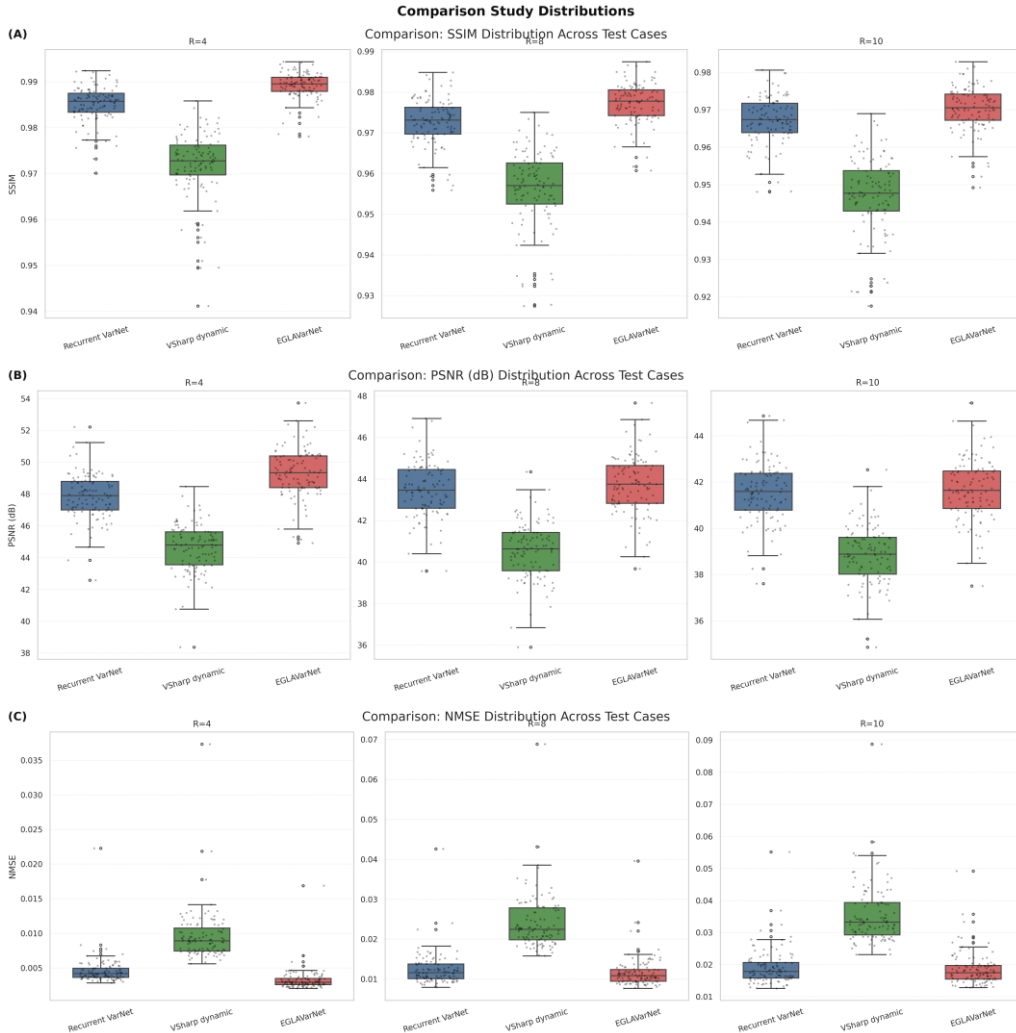 Comparison Study Distributions
(A)
Comparison: SSIM Distribution Across Test Cases
R=4
R=8
R=10
SSIM
0.99
0.98
0.97
0.96
0.95
0.94
0.99
0.98
0.97
0.96
0.95
0.94
0.93
0.98
0.97
0.96
0.95
0.94
0.93
0.92
Recurrent VarNet
VSharp dynamic
EGLAVarNet
Recurrent VarNet
VSharp dynamic
EGLAVarNet
Recurrent VarNet
VSharp dynamic
EGLAVarNet
(B)
Comparison: PSNR (dB) Distribution Across Test Cases
R=4
R=8
R=10
PSNR (dB)
54
52
50
48
46
44
42
40
38
48
46
44
42
40
38
36
44
42
40
38
36
Recurrent VarNet
VSharp dynamic
EGLAVarNet
Recurrent VarNet
VSharp dynamic
EGLAVarNet
Recurrent VarNet
VSharp dynamic
EGLAVarNet
(C)
Comparison: NMSE Distribution Across Test Cases
R=4
R=8
R=10
NMSE
0.035
0.030
0.025
0.020
0.015
0.010
0.005
0.07
0.06
0.05
0.04
0.03
0.02
0.01
0.09
0.08
0.07
0.06
0.05
0.04
0.03
0.02
0.01
Recurrent VarNet
VSharp dynamic
EGLAVarNet
Recurrent VarNet
VSharp dynamic
EGLAVarNet
Recurrent VarNet
VSharp dynamic
EGLAVarNet